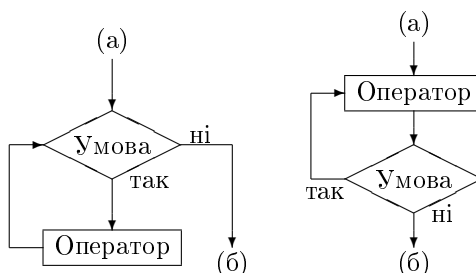 (а)
Умова
ні
так
Оператор
(б)
(а)
Оператор
Умова
так
ні
(б)